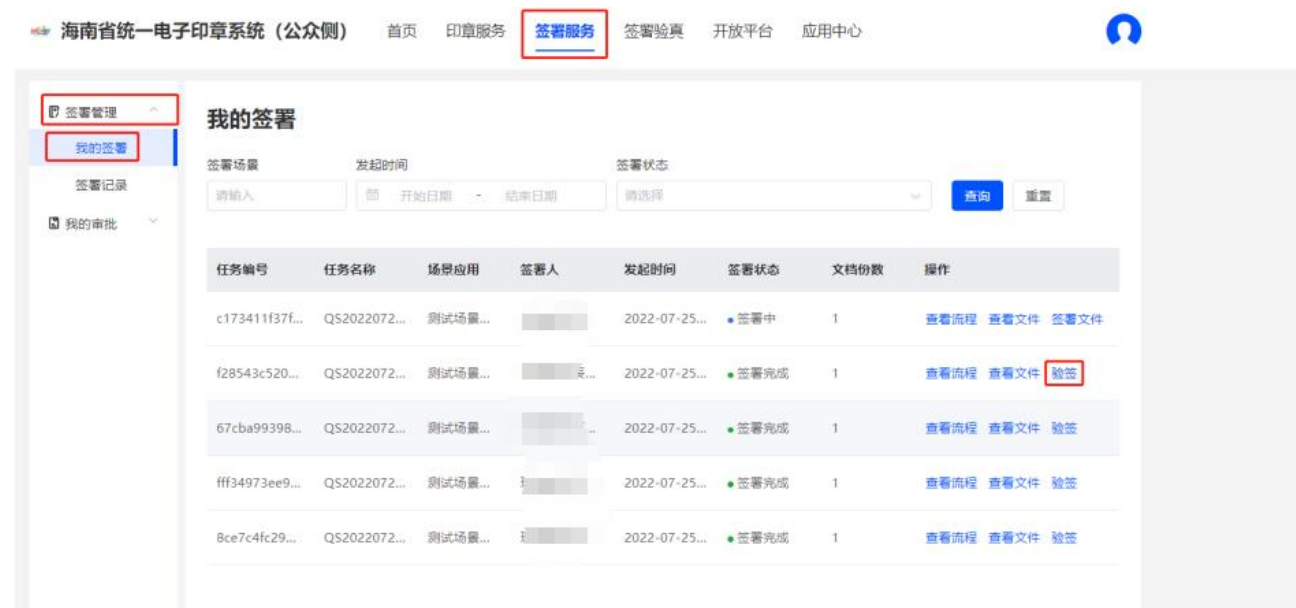 海南省统一电子印章系统（公众侧） 首页 印章服务 签署服务 签署验真 开放平台 应用中心
签署管理
我的签署
签署记录
我的审批
我的签署
签署场景 发起时间 签署状态
请输入 开始日期 - 结束日期 请选择 查询 重置
任务编号 任务名称 场景应用 签署人 发起时间 签署状态 文档份数 操作
c173411f37f... QS2022072... 测试场景... 2022-07-25... 签署中 1 查看流程 查看文件 签署文件
f28543c520... QS2022072... 测试场景... 2022-07-25... 签署完成 1 查看流程 查看文件 验签
67cba99398... QS2022072... 测试场景... 2022-07-25... 签署完成 1 查看流程 查看文件 验签
fff34973ee9... QS2022072... 测试场景... 2022-07-25... 签署完成 1 查看流程 查看文件 验签
8ce7c4fc29... QS2022072... 测试场景... 2022-07-25... 签署完成 1 查看流程 查看文件 验签